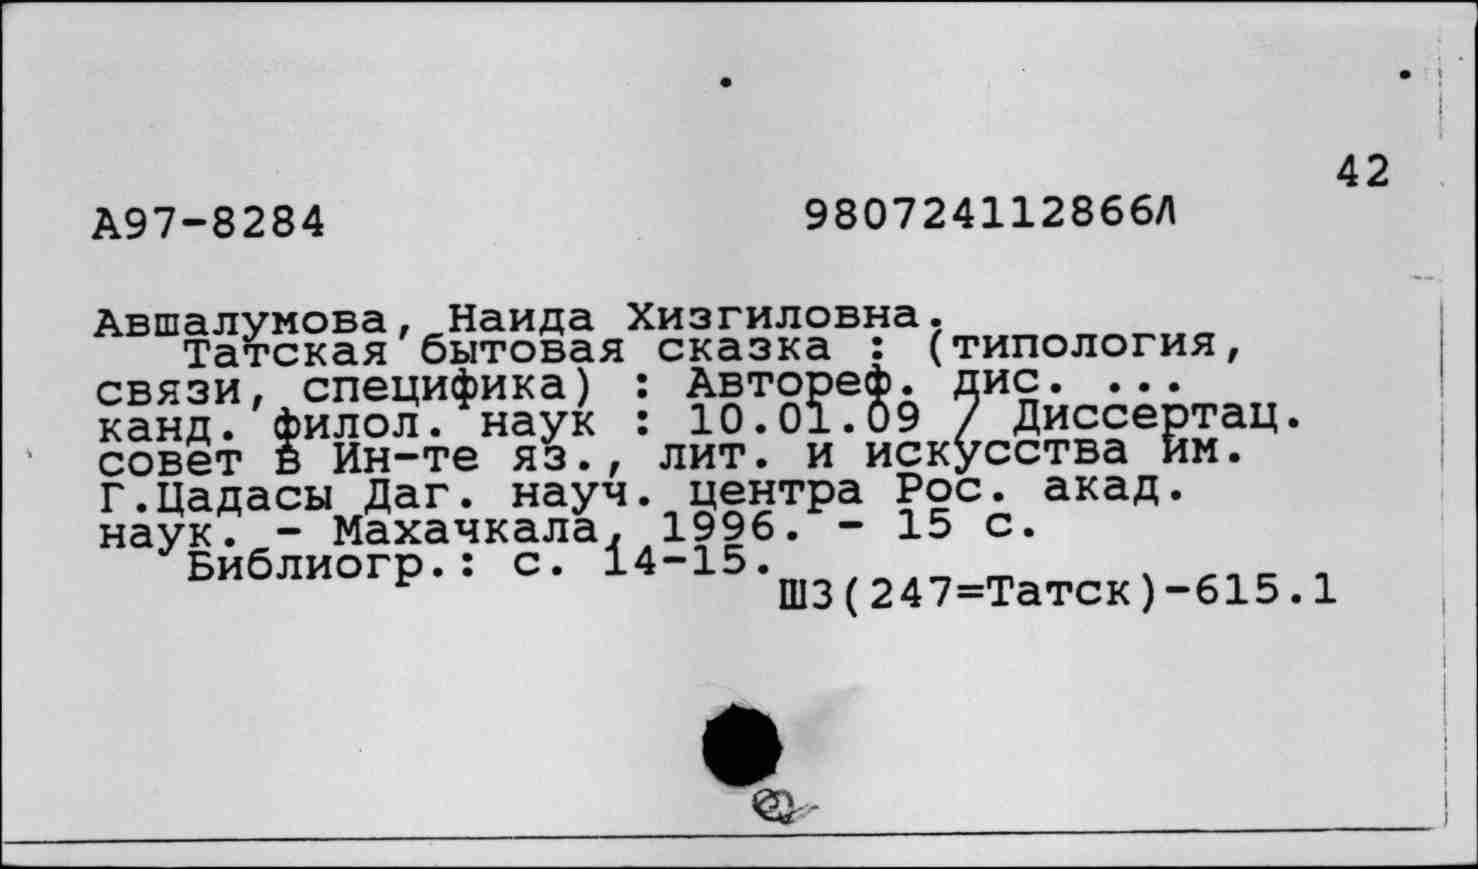 42
А97-8284 980724112866Л
Авшалумова, Наида Хизгиловна.
Татская бытовая сказка : (типология,
связи, специфика) : Автореф. дис. ...
канд. филол. наук : 10.01.09 / Диссертац.
совет в Ин-те яз., лит. и искусства им.
Г.Цадасы Даг. науч. центра Рос. акад.
наук. - Махачкала, 1996. - 15 с.
Библиогр.: с. 14-15.
Ш3(247=Татск)-615.1